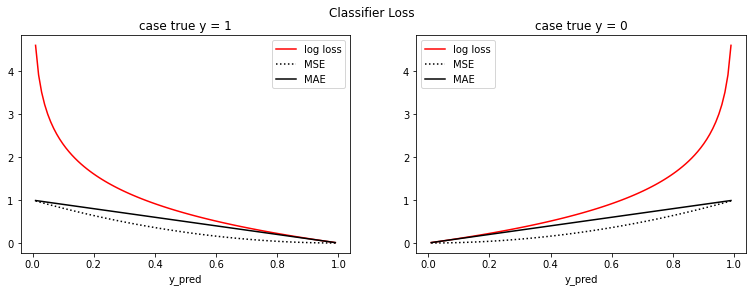 Classifier Loss
case true y = 1
log loss
MSE
MAE
4
3
2
1
0
0.0 0.2 0.4 0.6 0.8 1.0
y_pred
case true y = 0
log loss
MSE
MAE
4
3
2
1
0
0.0 0.2 0.4 0.6 0.8 1.0
y_pred